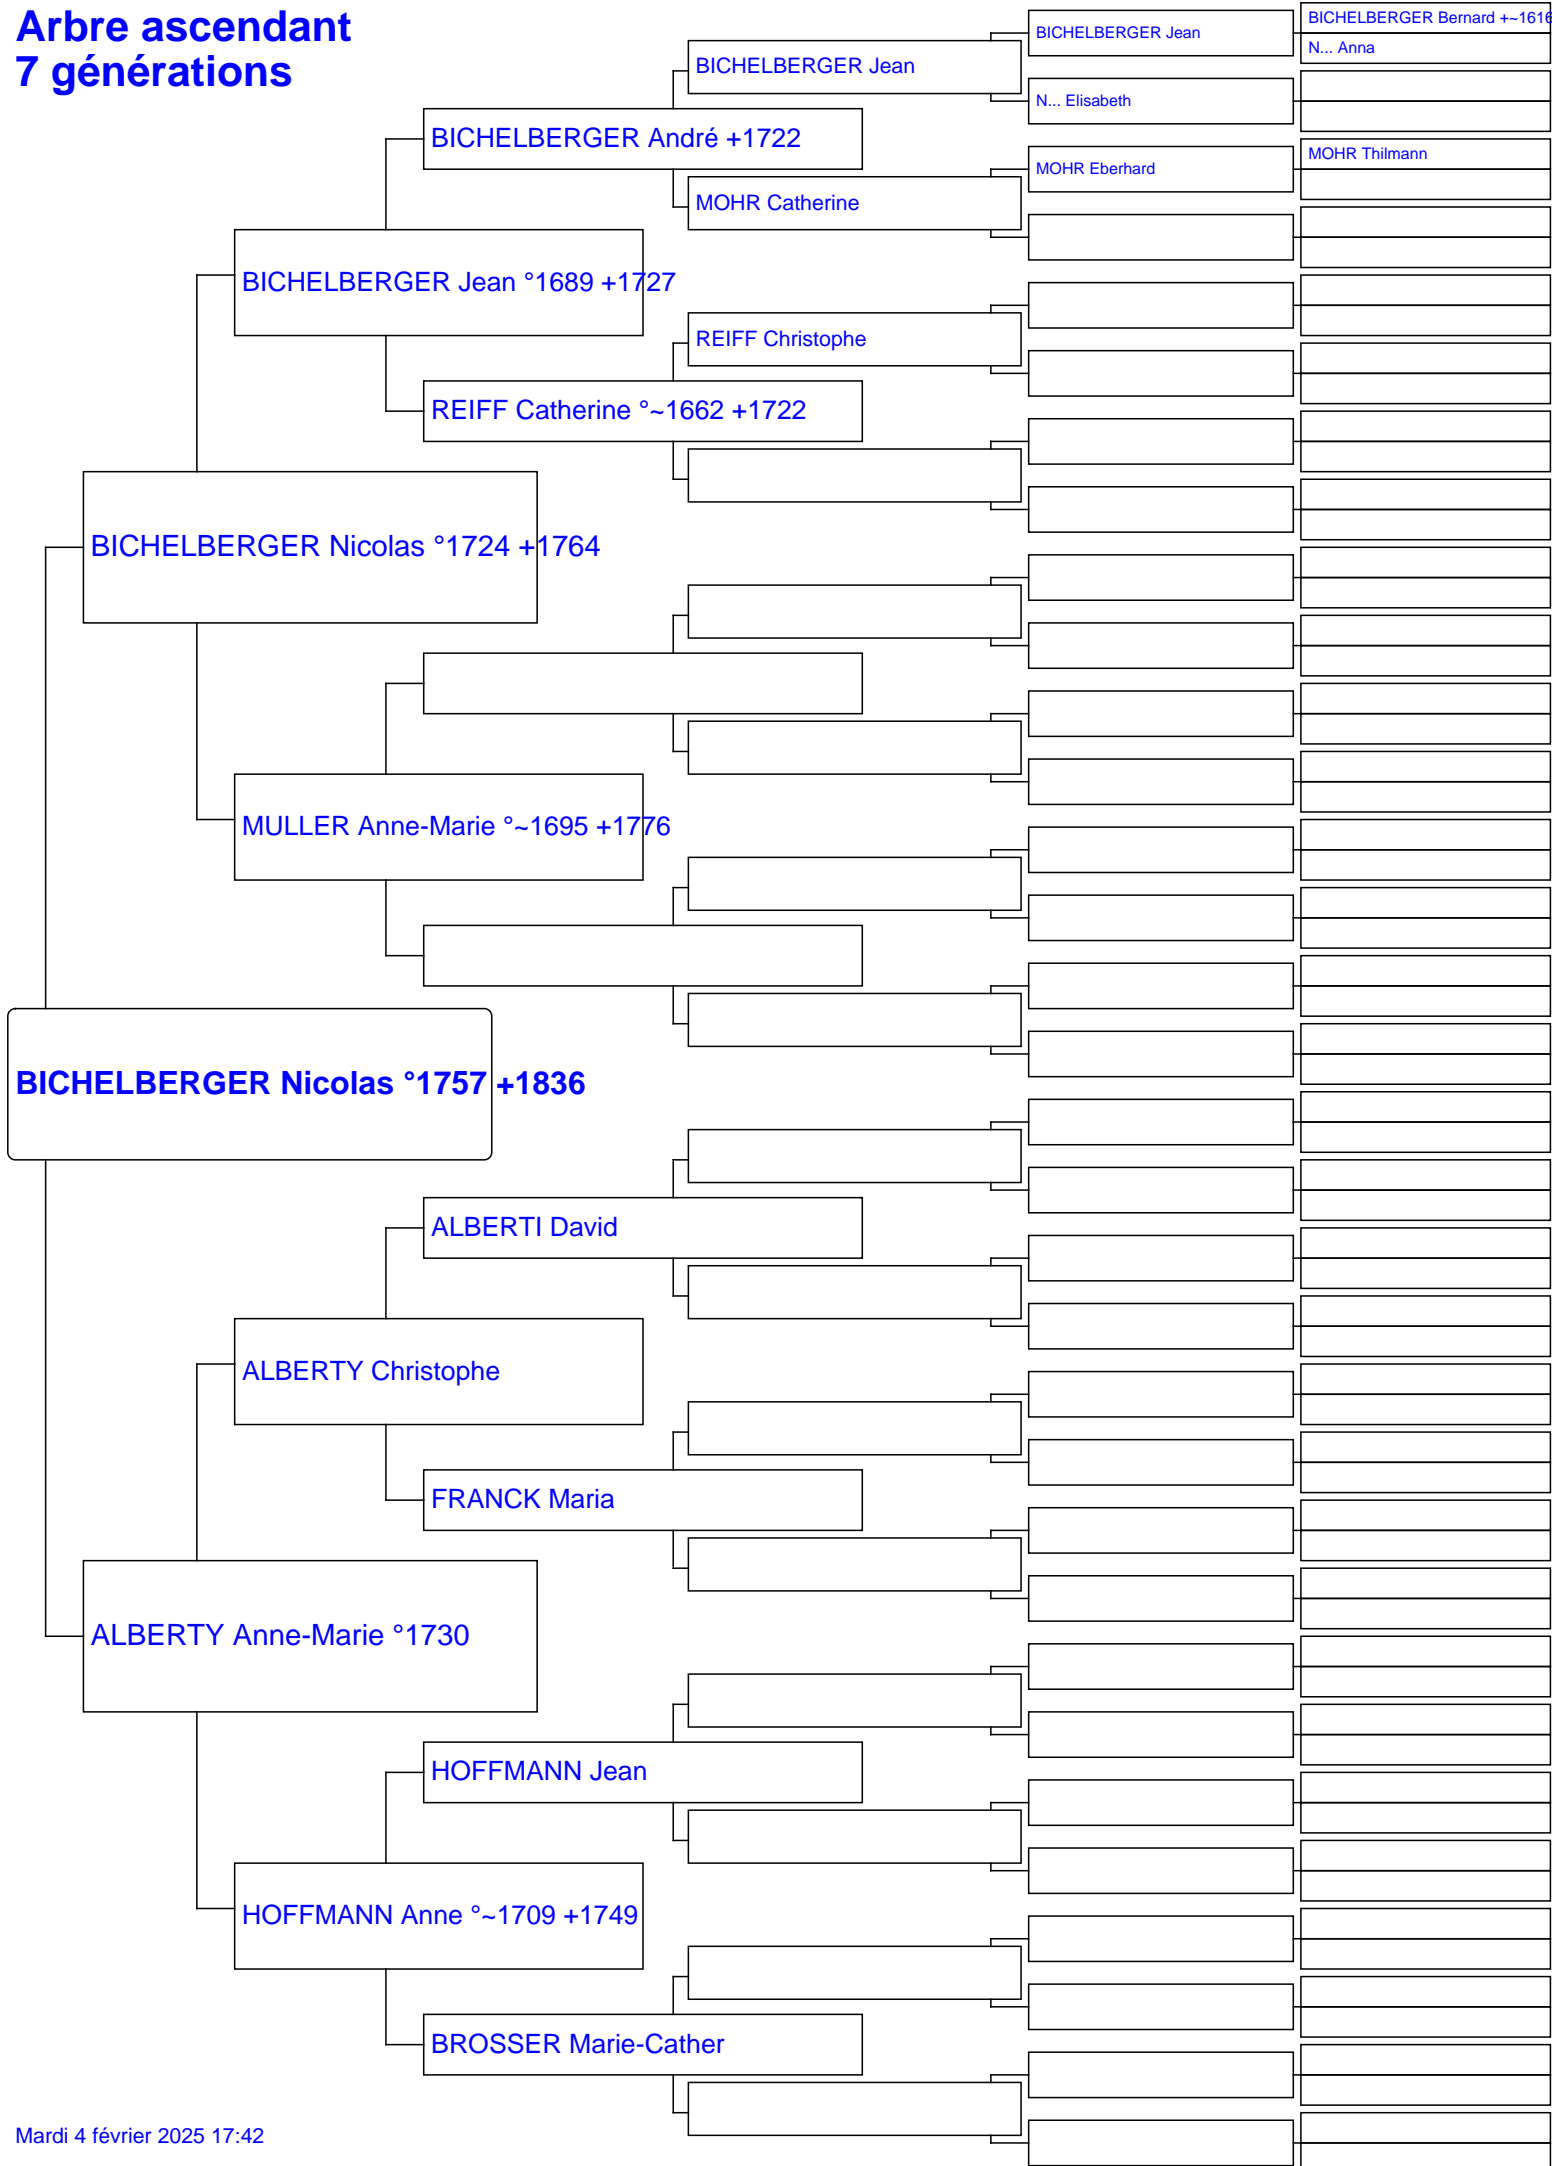 Arbre ascendant
7 générations
BICHELBERGER Bernard +~1616
BICHELBERGER Jean
N... Anna
BICHELBERGER Jean
N... Elisabeth
BICHELBERGER André +1722
MOHR Thilmann
MOHR Eberhard
MOHR Catherine
BICHELBERGER Jean °1689 +1727
REIFF Christophe
REIFF Catherine °~1662 +1722
BICHELBERGER Nicolas °1724 +1764
MULLER Anne-Marie °~1695 +1776
BICHELBERGER Nicolas °1757 +1836
ALBERTI David
ALBERTY Christophe
FRANCK Maria
ALBERTY Anne-Marie °1730
HOFFMANN Jean
HOFFMANN Anne °~1709 +1749
BROSSER Marie-Cather
Mardi 4 février 2025 17:42